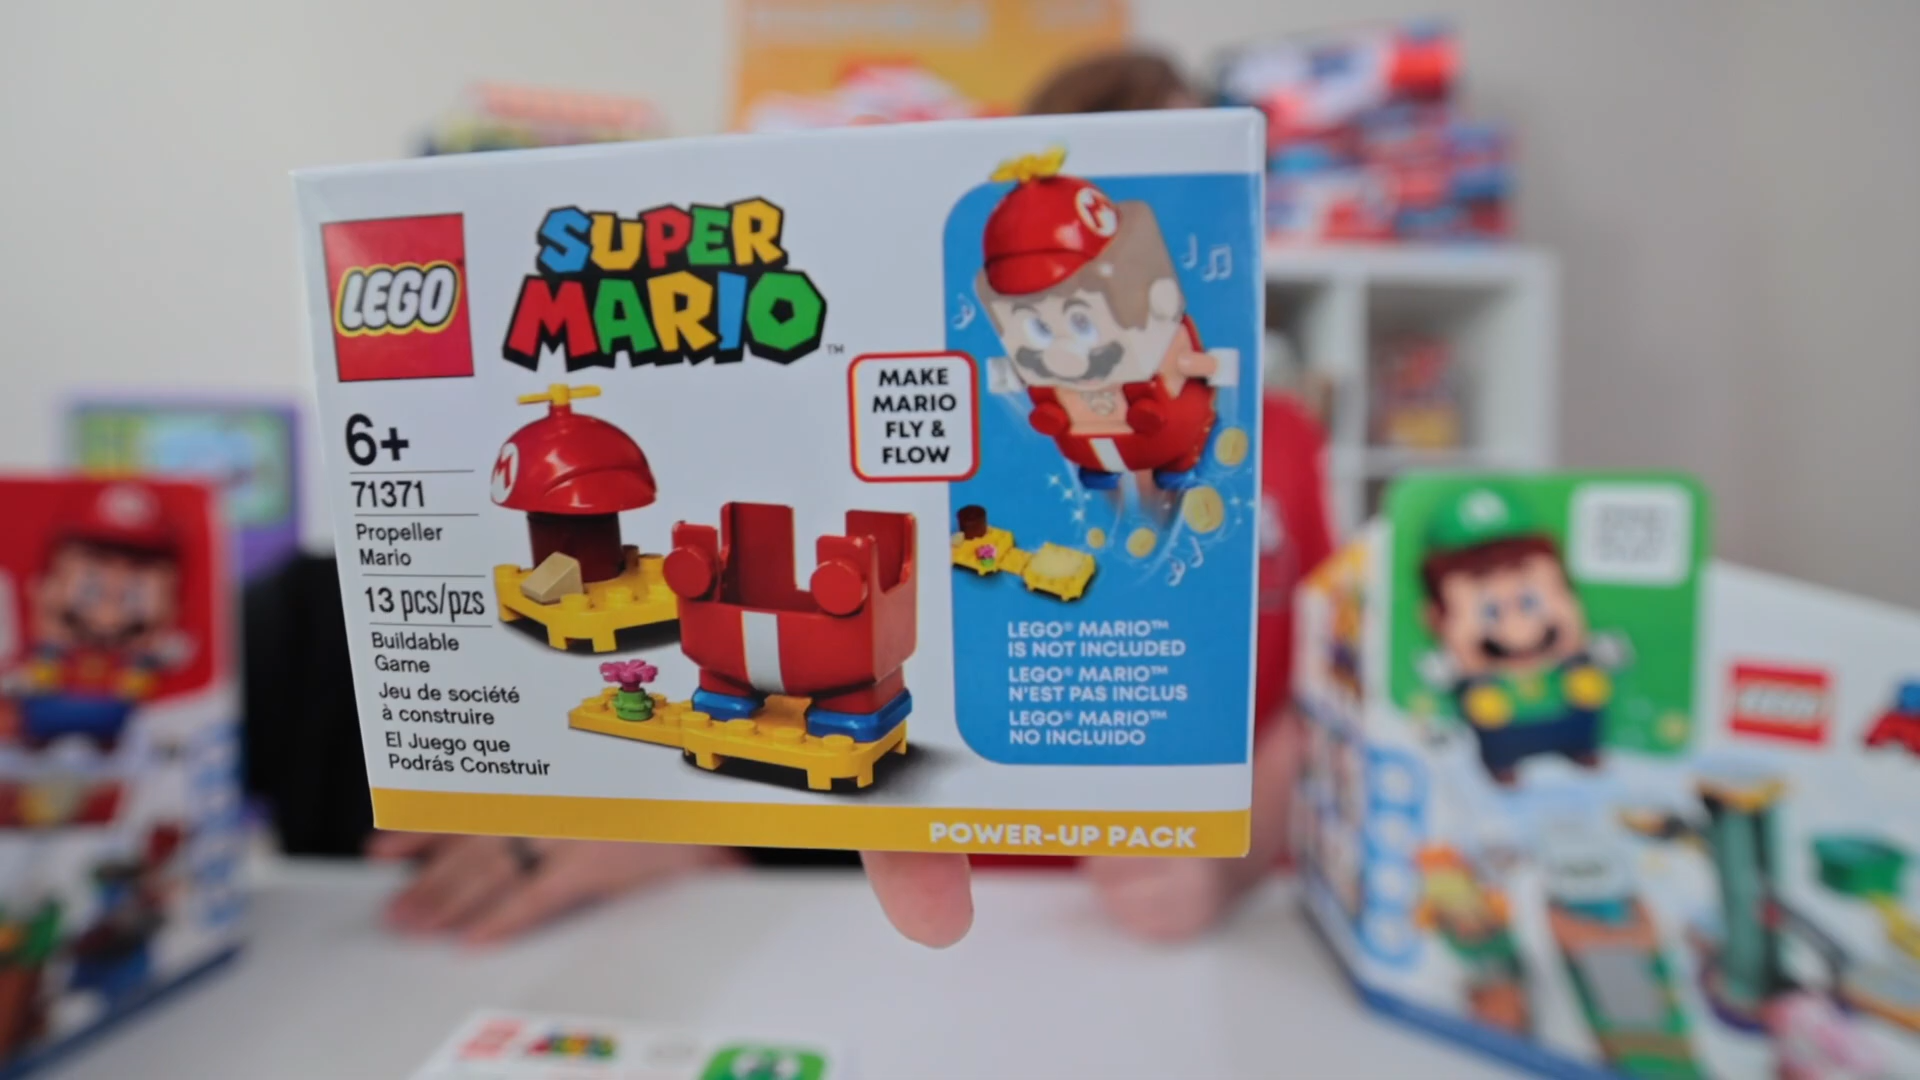 LEGO
SUPER
MARIO™
6+
71371
Propeller
Mario
13 pcs/pzs
Buildable
Game
Jeu de société
à construire
El Juego que
Podrás Construir
MAKE
MARIO
FLY &
FLOW
M
M
LEGO® MARIO™
IS NOT INCLUDED
LEGO® MARIO™
N'EST PAS INCLUS
LEGO® MARIO™
NO INCLUIDO
POWER-UP PACK
LEGO